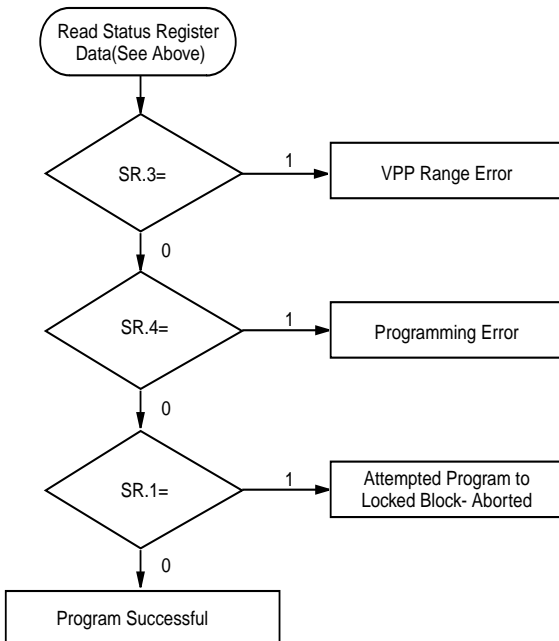 Read Status Register
Data(See Above)
SR.3=
1
VPP Range Error
0
SR.4=
1
Programming Error
0
SR.1=
1
Attempted Program to
Locked Block- Aborted
0
Program Successful